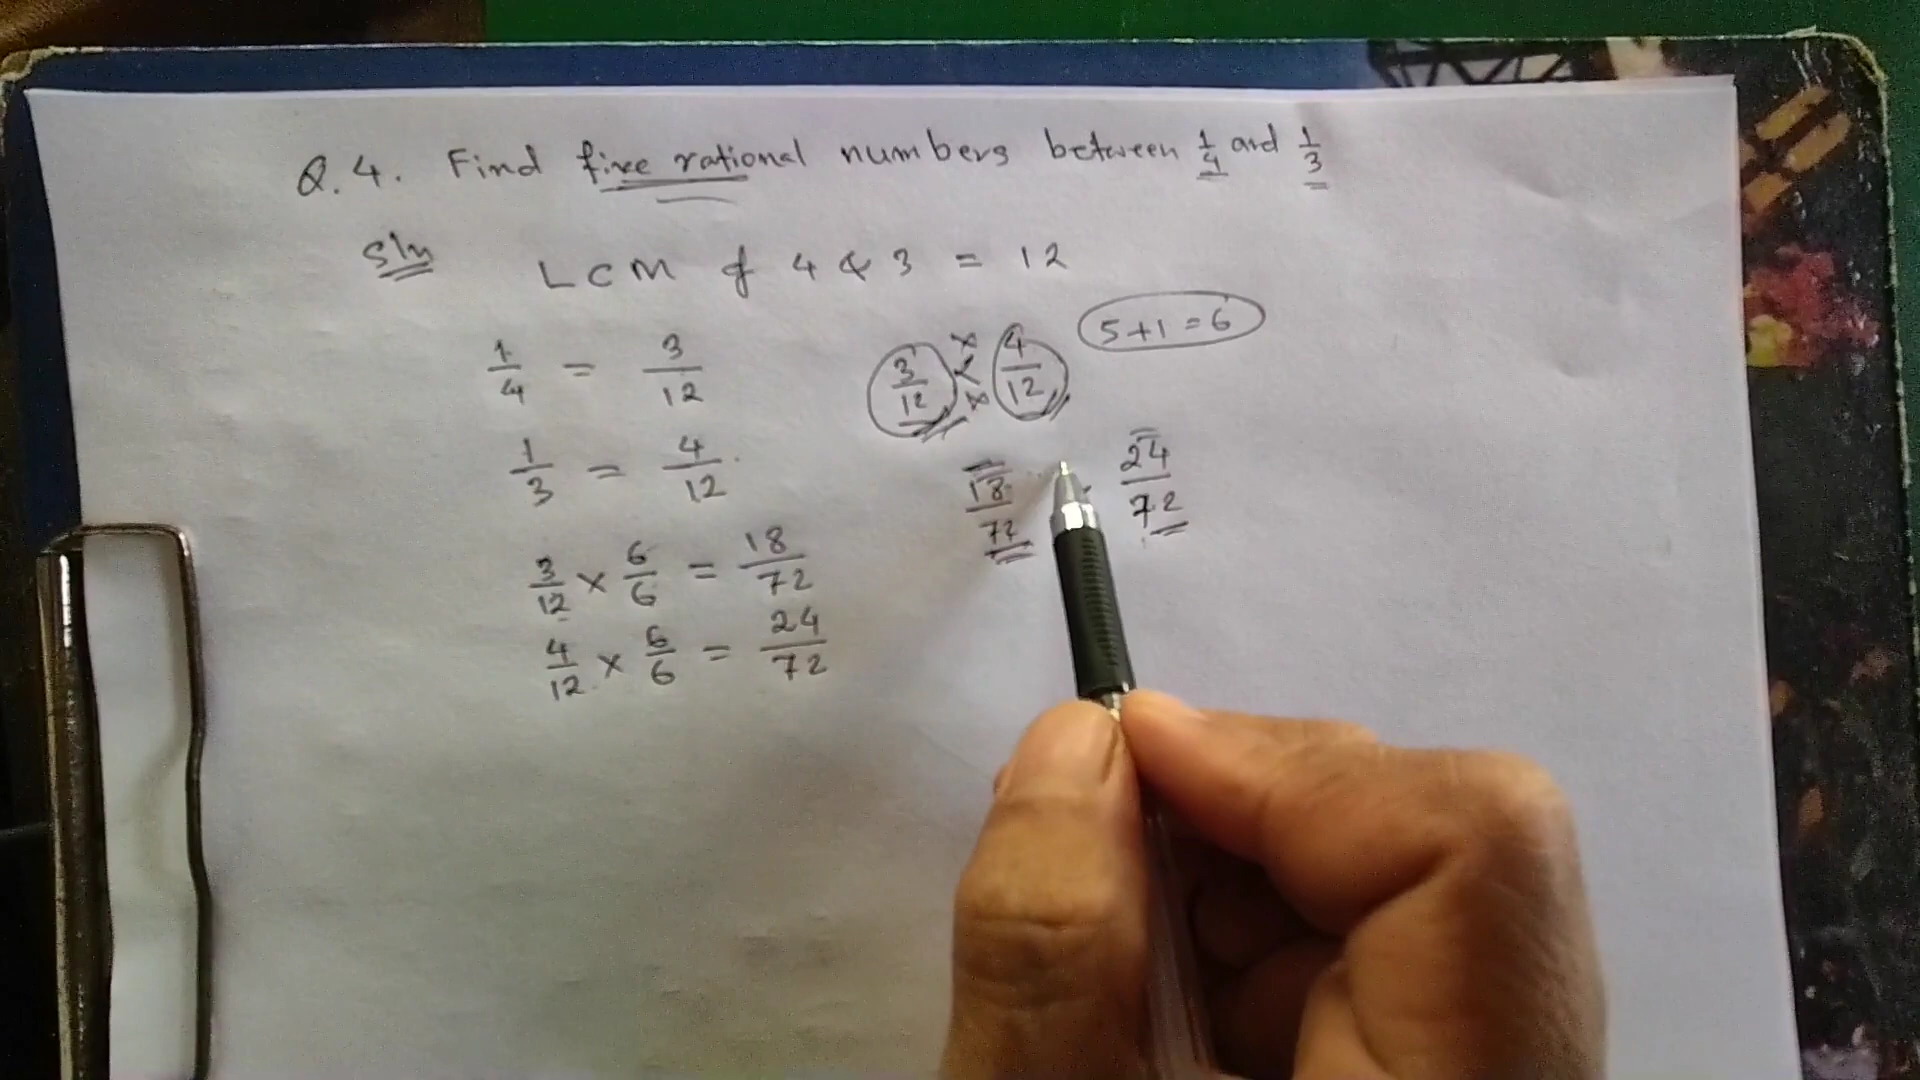 Q.4. Find five rational numbers between 1/4 and 1/3
Sln
LCM of 4 & 3 = 12
1/4 = 3/12
1/3 = 4/12
3/12 × 6/6 = 18/72
4/12 × 6/6 = 24/72
3/12 < 4/12
5+1=6
18/72
24/72